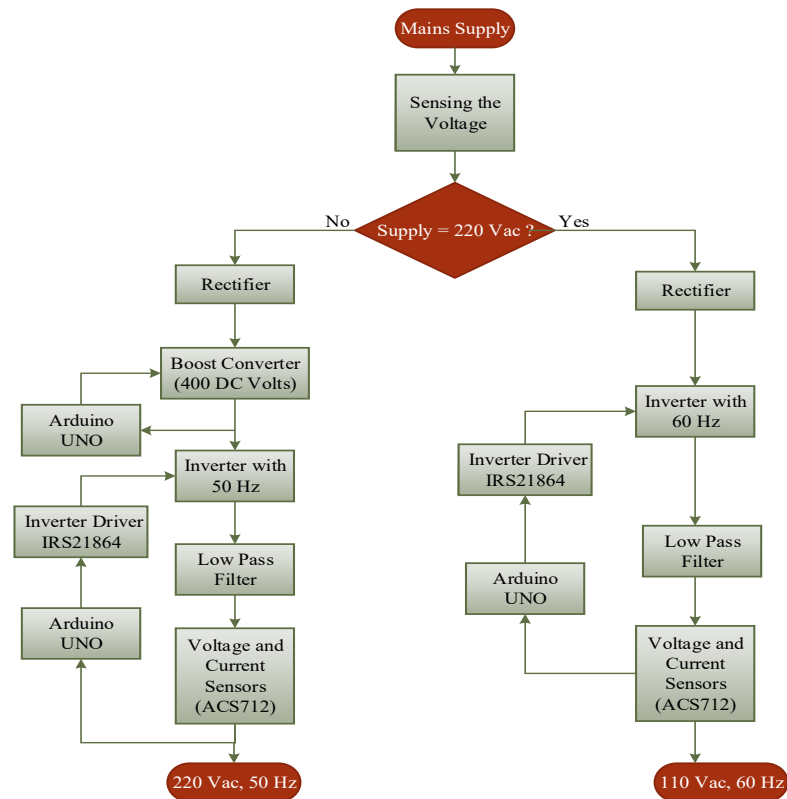 Mains Supply
Sensing the
Voltage
No
Supply = 220 Vac ?
Yes
Rectifier
Boost Converter
(400 DC Volts)
Arduino
UNO
Inverter with
50 Hz
Inverter Driver
IRS21864
Low Pass
Filter
Arduino
UNO
Voltage and
Current
Sensors
(ACS712)
220 Vac, 50 Hz
Rectifier
Inverter with
60 Hz
Inverter Driver
IRS21864
Low Pass
Filter
Arduino
UNO
Voltage and
Current
Sensors
(ACS712)
110 Vac, 60 Hz